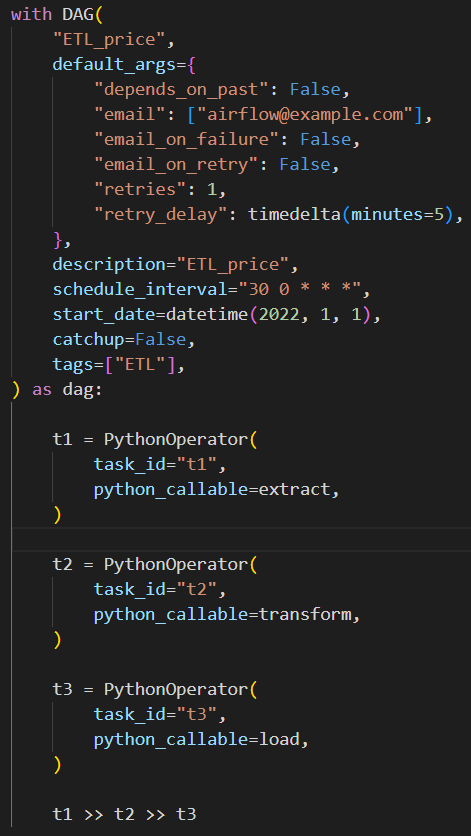 with DAG(
    "ETL_price",
    default_args={
        "depends_on_past": False,
        "email": ["airflow@example.com"],
        "email_on_failure": False,
        "email_on_retry": False,
        "retries": 1,
        "retry_delay": timedelta(minutes=5),
    },
    description="ETL_price",
    schedule_interval="30 0 * * *",
    start_date=datetime(2022, 1, 1),
    catchup=False,
    tags=["ETL"],
) as dag:
    t1 = PythonOperator(
        task_id="t1",
        python_callable=extract,
    )
    t2 = PythonOperator(
        task_id="t2",
        python_callable=transform,
    )
    t3 = PythonOperator(
        task_id="t3",
        python_callable=load,
    )
    t1 >> t2 >> t3